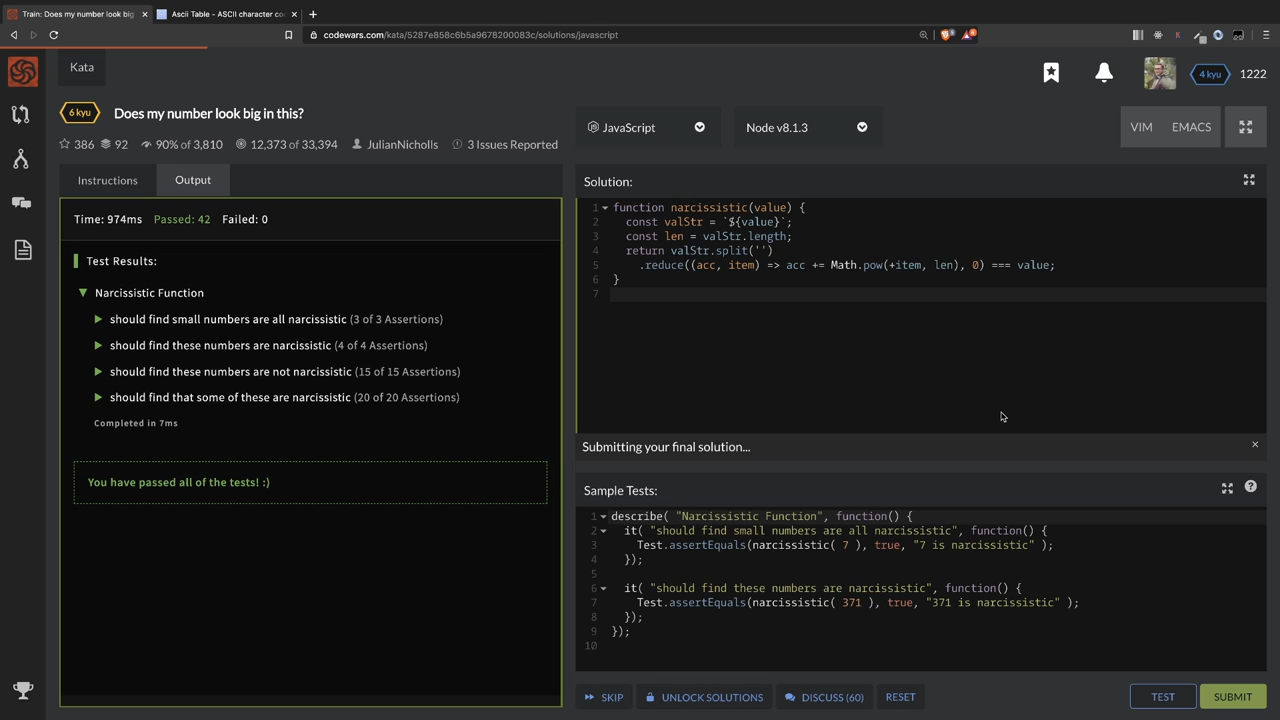 Train: Does my number look big
Ascii Table - ASCII character co
codewars.com/kata/5287e858c6b5a9678200083c/solutions/javascript
Kata
4 kyu
1222
6 kyu
Does my number look big in this?
386
92
90% of 3,810
12,373 of 33,394
JulianNicholls
3 Issues Reported
JavaScript
Node v8.1.3
VIM
EMACS
Instructions
Output
Time: 974ms Passed: 42 Failed: 0
Test Results:
Narcissistic Function
should find small numbers are all narcissistic (3 of 3 Assertions)
should find these numbers are narcissistic (4 of 4 Assertions)
should find these numbers are not narcissistic (15 of 15 Assertions)
should find that some of these are narcissistic (20 of 20 Assertions)
Completed in 7ms
You have passed all of the tests! :)
Solution:
1 function narcissistic(value) {
2 const valStr = `${value}`;
3 const len = valStr.length;
4 return valStr.split('')
5 .reduce((acc, item) => acc += Math.pow(+item, len), 0) === value;
6 }
7
Submitting your final solution...
Sample Tests:
1 describe( "Narcissistic Function", function() {
2 it( "should find small numbers are all narcissistic", function() {
3 Test.assertEquals(narcissistic( 7 ), true, "7 is narcissistic" );
4 });
5
6 it( "should find these numbers are narcissistic", function() {
7 Test.assertEquals(narcissistic( 371 ), true, "371 is narcissistic" );
8 });
9 });
10
SKIP
UNLOCK SOLUTIONS
DISCUSS (60)
RESET
TEST
SUBMIT